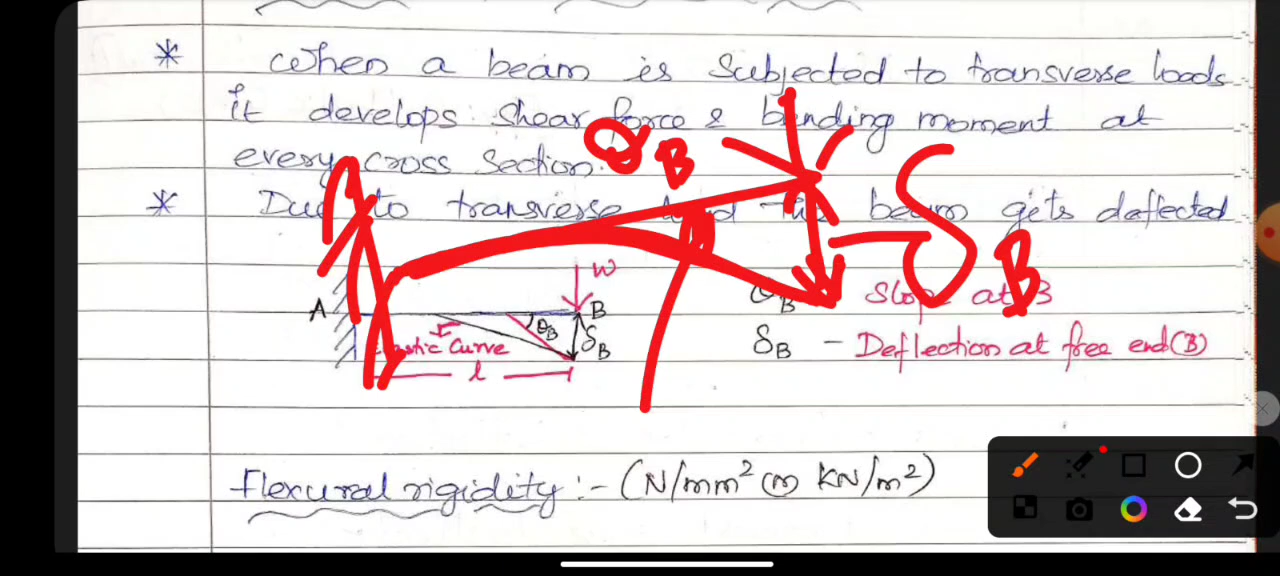 * When a beam is subjected to transverse loads
it develops shear force & bending moment at
every cross section.
θB
* Due to transverse load the beam gets deflected
δB
W
A
B
θB
δB
Elastic Curve
l
θB Slope at B
δB - Deflection at free end (B)
Flexural rigidity :- (N/mm² or KN/m²)